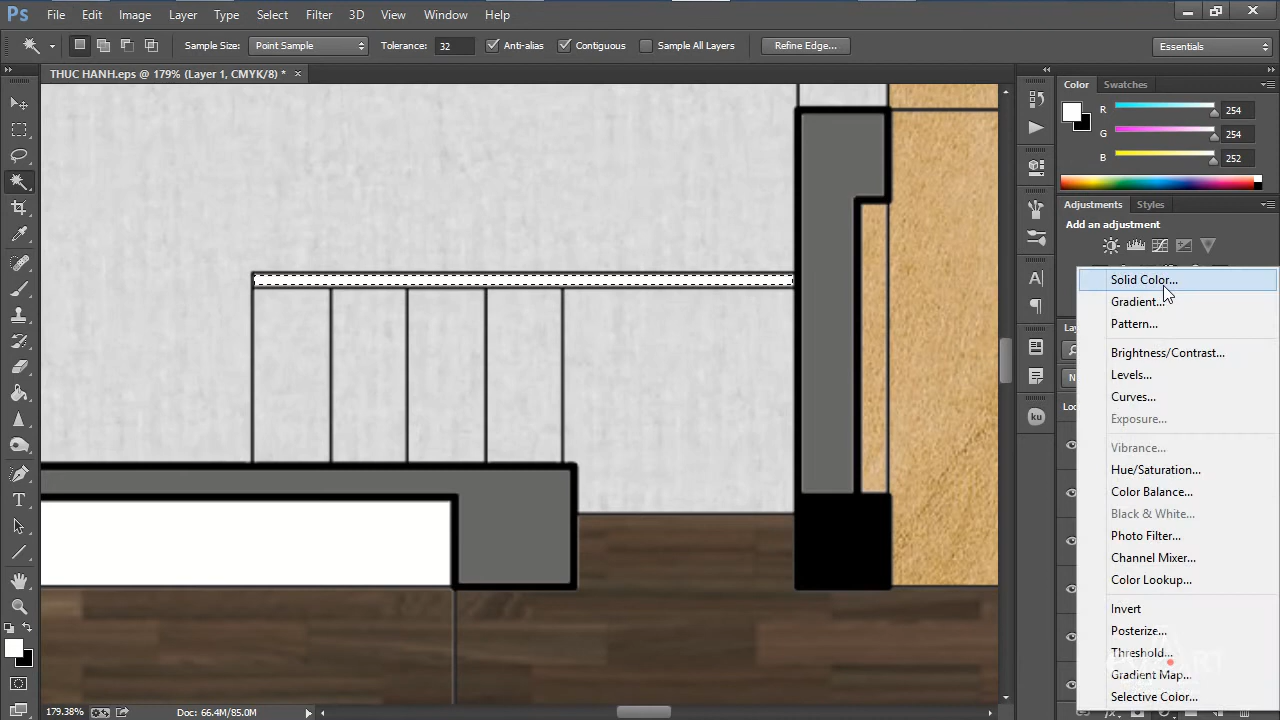 Ps File Edit Image Layer Type Select Filter 3D View Window Help
Sample Size: Point Sample Tolerance: 32 Anti-alias Contiguous Sample All Layers Refine Edge... Essentials
THUC HANH.eps @ 179% (Layer 1, CMYK/8) * ×
Color Swatches
R 254
G 254
B 252
Adjustments Styles
Add an adjustment
Solid Color...
Gradient...
Pattern...
Brightness/Contrast...
Levels...
Curves...
Exposure...
Vibrance...
Hue/Saturation...
Color Balance...
Black & White...
Photo Filter...
Channel Mixer...
Color Lookup...
Invert
Posterize...
Threshold...
Gradient Map...
Selective Color...
ku
179.38% Doc: 66.4M/85.0M